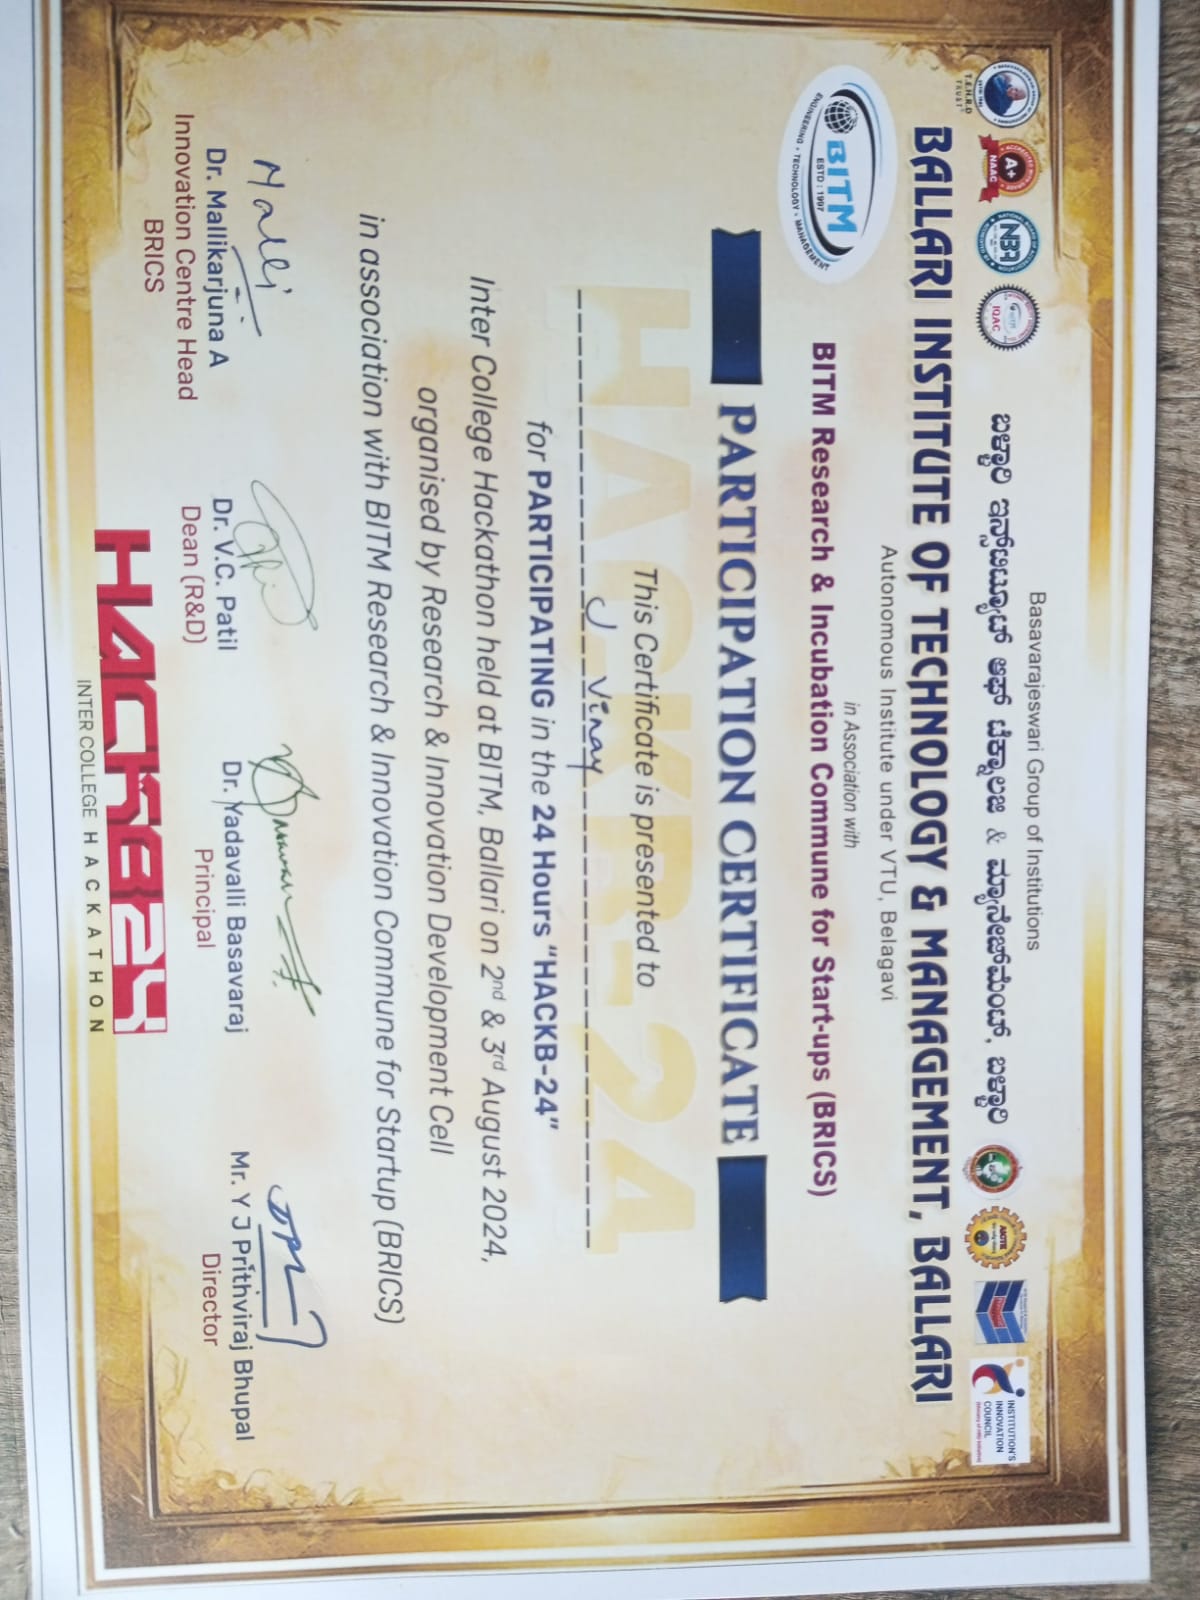 Basavarajeswari Group of Institutions
ಬಳ್ಳಾರಿ ಇನ್ಸ್‌ಟಿಟ್ಯೂಟ್ ಆಫ್ ಟೆಕ್ನಾಲಜಿ & ಮ್ಯಾನೇಜ್‌ಮೆಂಟ್, ಬಳ್ಳಾರಿ
T.E.H.R.D
TRUST
A+
NAAC
NBA
IQAC
INSTITUTION'S
INNOVATION
COUNCIL
BALLARI INSTITUTE OF TECHNOLOGY & MANAGEMENT, BALLARI
Autonomous Institute under VTU, Belagavi
BITM
ESTD : 1997
ENGINEERING • TECHNOLOGY • MANAGEMENT
in Association with
BITM Research & Incubation Commune for Start-ups (BRICS)
PARTICIPATION CERTIFICATE
HACKB-24
This Certificate is presented to
J Vinay
for PARTICIPATING in the 24 Hours "HACKB-24"
Inter College Hackathon held at BITM, Ballari on 2nd & 3rd August 2024,
organised by Research & Innovation Development Cell
in association with BITM Research & Innovation Commune for Startup (BRICS)
Malli
Dr. Mallikarjuna A
Innovation Centre Head
BRICS
Dr. V.C. Patil
Dean (R&D)
Dr. Yadavalli Basavaraj
Principal
Mr. Y J Prithviraj Bhupal
Director
HACKB24
INTER COLLEGE HACKATHON